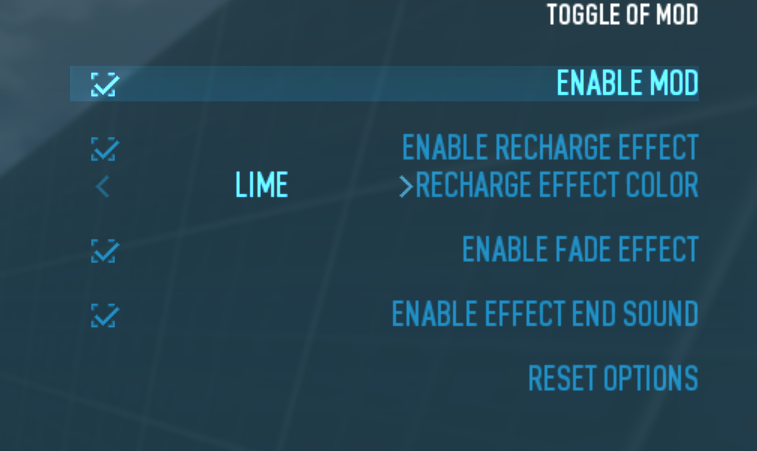 TOGGLE OF MOD
ENABLE MOD
ENABLE RECHARGE EFFECT
< LIME >RECHARGE EFFECT COLOR
ENABLE FADE EFFECT
ENABLE EFFECT END SOUND
RESET OPTIONS